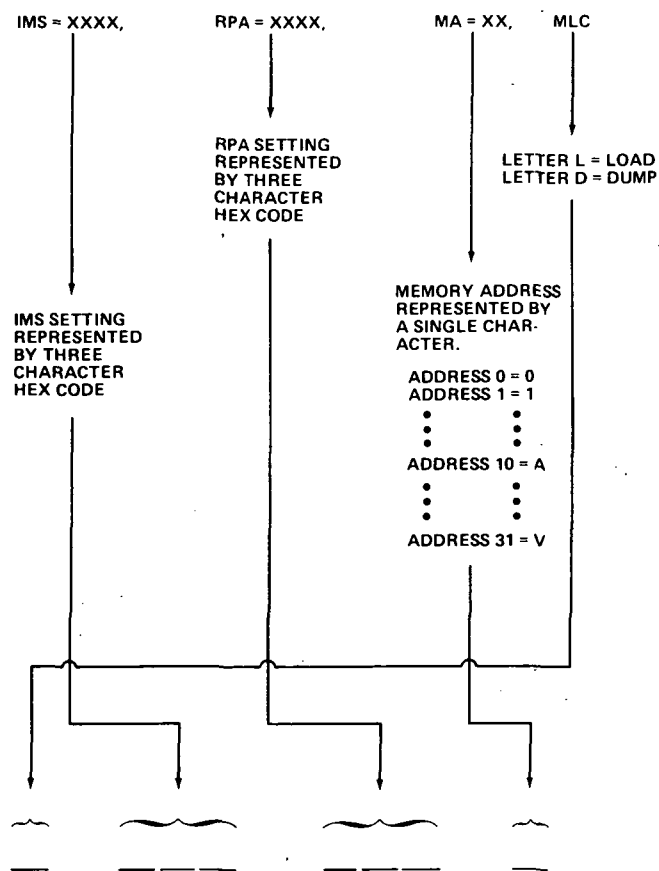 IMS = XXXX, RPA = XXXX, MA = XX, MLC
RPA SETTING
REPRESENTED
BY THREE
CHARACTER
HEX CODE
LETTER L = LOAD
LETTER D = DUMP
IMS SETTING
REPRESENTED
BY THREE
CHARACTER
HEX CODE
MEMORY ADDRESS
REPRESENTED BY
A SINGLE CHAR-
ACTER.
ADDRESS 0 = 0
ADDRESS 1 = 1
ADDRESS 10 = A
ADDRESS 31 = V